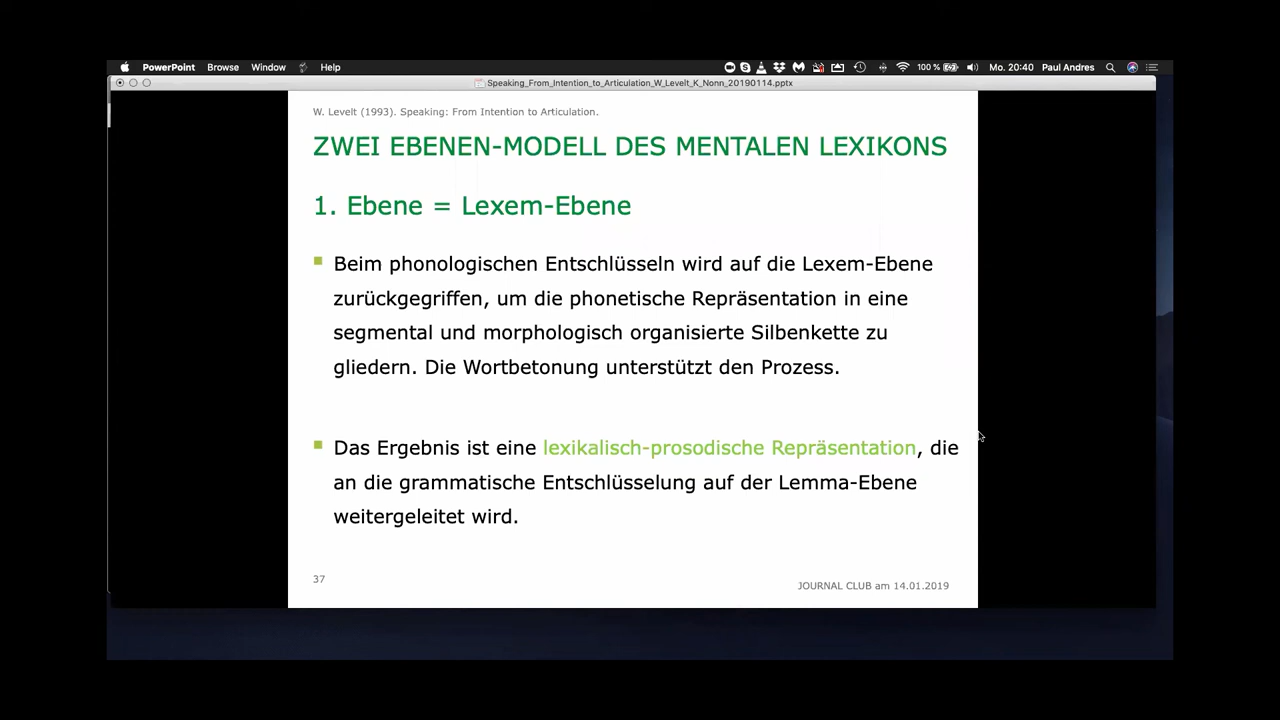 PowerPoint Browse Window Help 100 % Mo. 20:40 Paul Andres
Speaking_From_Intention_to_Articulation_W_Levelt_K_Nonn_20190114.pptx
W. Levelt (1993). Speaking: From Intention to Articulation.
ZWEI EBENEN-MODELL DES MENTALEN LEXIKONS
1. Ebene = Lexem-Ebene
Beim phonologischen Entschlüsseln wird auf die Lexem-Ebene
zurückgegriffen, um die phonetische Repräsentation in eine
segmental und morphologisch organisierte Silbenkette zu
gliedern. Die Wortbetonung unterstützt den Prozess.
Das Ergebnis ist eine lexikalisch-prosodische Repräsentation, die
an die grammatische Entschlüsselung auf der Lemma-Ebene
weitergeleitet wird.
37
JOURNAL CLUB am 14.01.2019